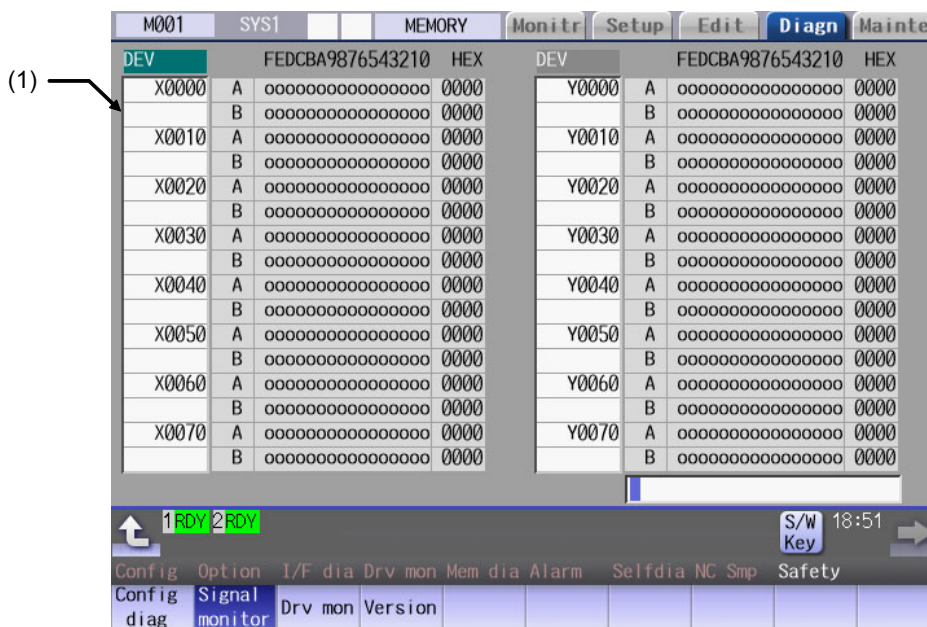 M001 SYS1 MEMORY Monitr Setup Edit Diagn Mainte
DEV FEDCBA9876543210 HEX DEV FEDCBA9876543210 HEX
(1)
X0000 A oooooooooooooooo 0000 Y0000 A oooooooooooooooo 0000
B oooooooooooooooo 0000 B oooooooooooooooo 0000
X0010 A oooooooooooooooo 0000 Y0010 A oooooooooooooooo 0000
B oooooooooooooooo 0000 B oooooooooooooooo 0000
X0020 A oooooooooooooooo 0000 Y0020 A oooooooooooooooo 0000
B oooooooooooooooo 0000 B oooooooooooooooo 0000
X0030 A oooooooooooooooo 0000 Y0030 A oooooooooooooooo 0000
B oooooooooooooooo 0000 B oooooooooooooooo 0000
X0040 A oooooooooooooooo 0000 Y0040 A oooooooooooooooo 0000
B oooooooooooooooo 0000 B oooooooooooooooo 0000
X0050 A oooooooooooooooo 0000 Y0050 A oooooooooooooooo 0000
B oooooooooooooooo 0000 B oooooooooooooooo 0000
X0060 A oooooooooooooooo 0000 Y0060 A oooooooooooooooo 0000
B oooooooooooooooo 0000 B oooooooooooooooo 0000
X0070 A oooooooooooooooo 0000 Y0070 A oooooooooooooooo 0000
B oooooooooooooooo 0000 B oooooooooooooooo 0000
1 RDY 2 RDY S/W Key 18:51
Config Option I/F dia Drv mon Mem dia Alarm Selfdia NC Smp Safety
Config diag Signal monitor Drv mon Version